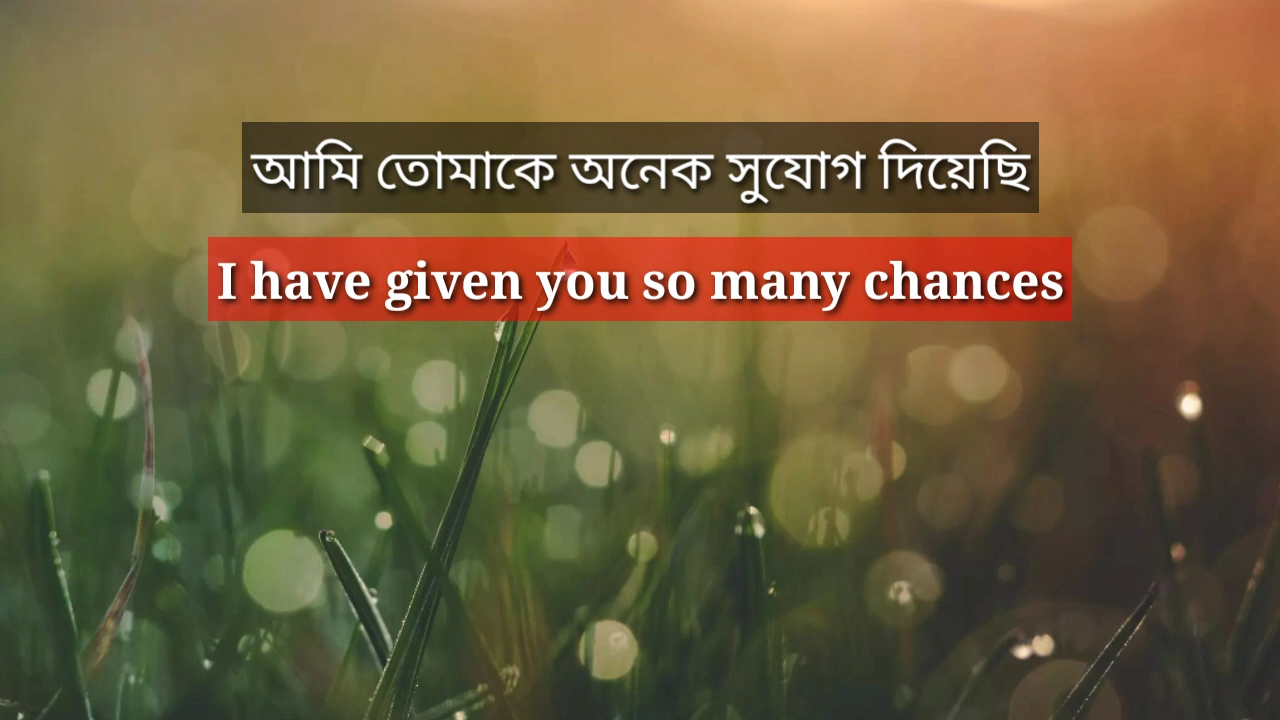 আমি তোমাকে অনেক সুযোগ দিয়েছি
I have given you so many chances